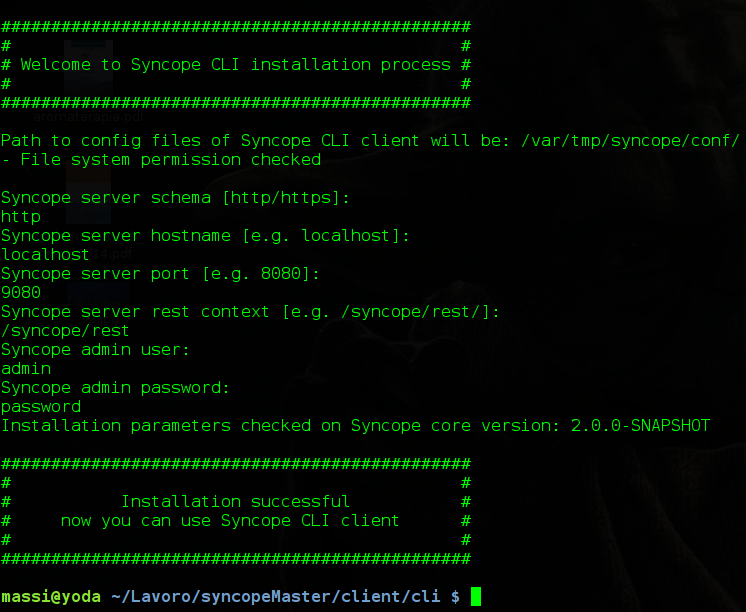 ###############################################
#                                             #
# Welcome to Syncope CLI installation process #
#                                             #
###############################################
aromaterapie.pdf
Path to config files of Syncope CLI client will be: /var/tmp/syncope/conf/
- File system permission checked
Syncope server schema [http/https]:
http
Syncope server hostname [e.g. localhost]:
localhost
Syncope server port [e.g. 8080]:
9080
Syncope server rest context [e.g. /syncope/rest/]:
/syncope/rest
Syncope admin user:
admin
Syncope admin password:
password
Installation parameters checked on Syncope core version: 2.0.0-SNAPSHOT
###############################################
#                                             #
#           Installation successful           #
#     now you can use Syncope CLI client      #
#                                             #
###############################################
massi@yoda ~/Lavoro/syncopeMaster/client/cli $